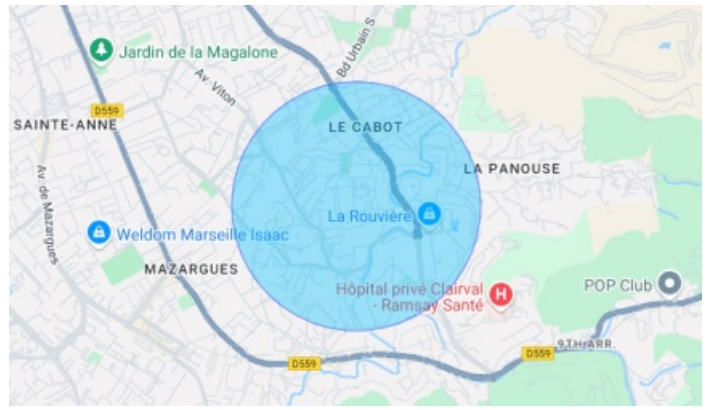 Jardin de la Magalone
Bd Urbain S
Av. Viton
D559
SAINTE-ANNE
LE CABOT
LA PANOUSE
Av. de Mazargues
La Rouvière
Weldom Marseille Isaac
MAZARGUES
Hôpital privé Clairval
- Ramsay Santé
POP Club
9TH ARR.
D559
D559